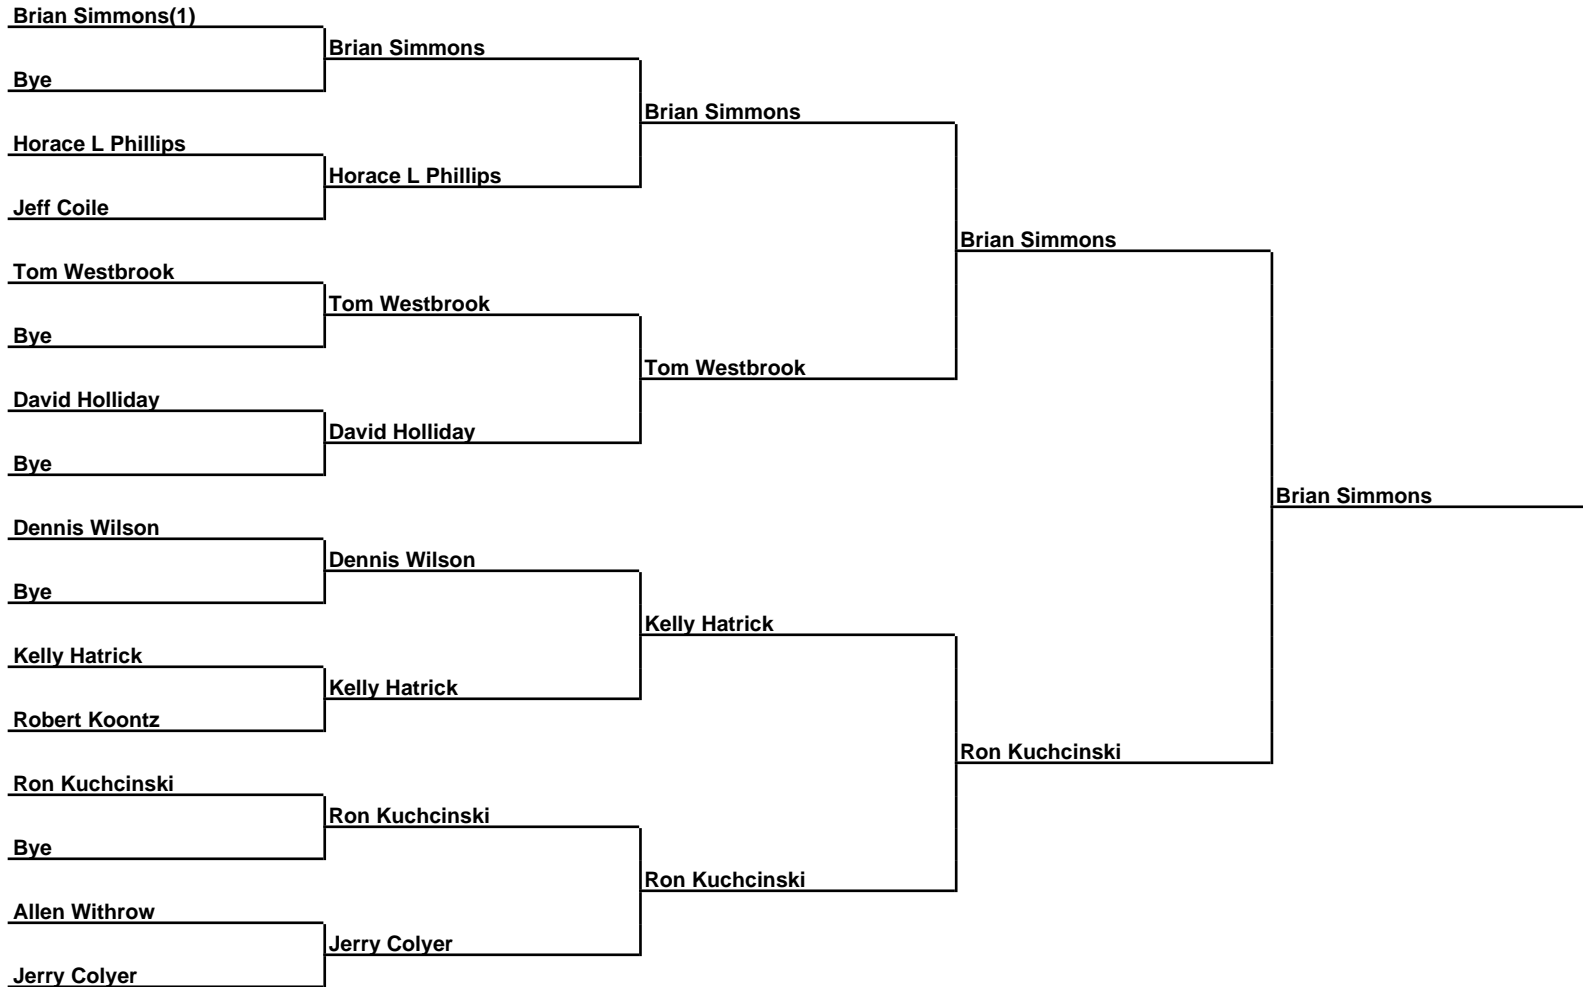 Brian Simmons(1)
Brian Simmons
Bye
Brian Simmons
Horace L Phillips
Horace L Phillips
Jeff Coile
Brian Simmons
Tom Westbrook
Tom Westbrook
Bye
Tom Westbrook
David Holliday
David Holliday
Bye
Brian Simmons
Dennis Wilson
Dennis Wilson
Bye
Kelly Hatrick
Kelly Hatrick
Kelly Hatrick
Robert Koontz
Ron Kuchcinski
Ron Kuchcinski
Ron Kuchcinski
Bye
Ron Kuchcinski
Allen Withrow
Jerry Colyer
Jerry Colyer